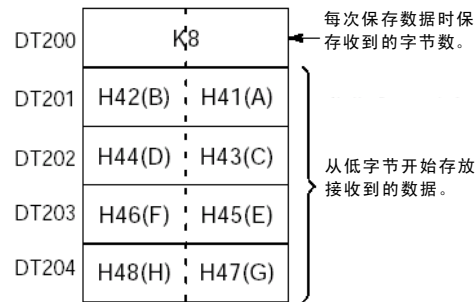 每次保存数据时保
存收到的字节数。
DT200 K8
DT201 H42(B) H41(A)
DT202 H44(D) H43(C)
从低字节开始存放
接收到的数据。
DT203 H46(F) H45(E)
DT204 H48(H) H47(G)